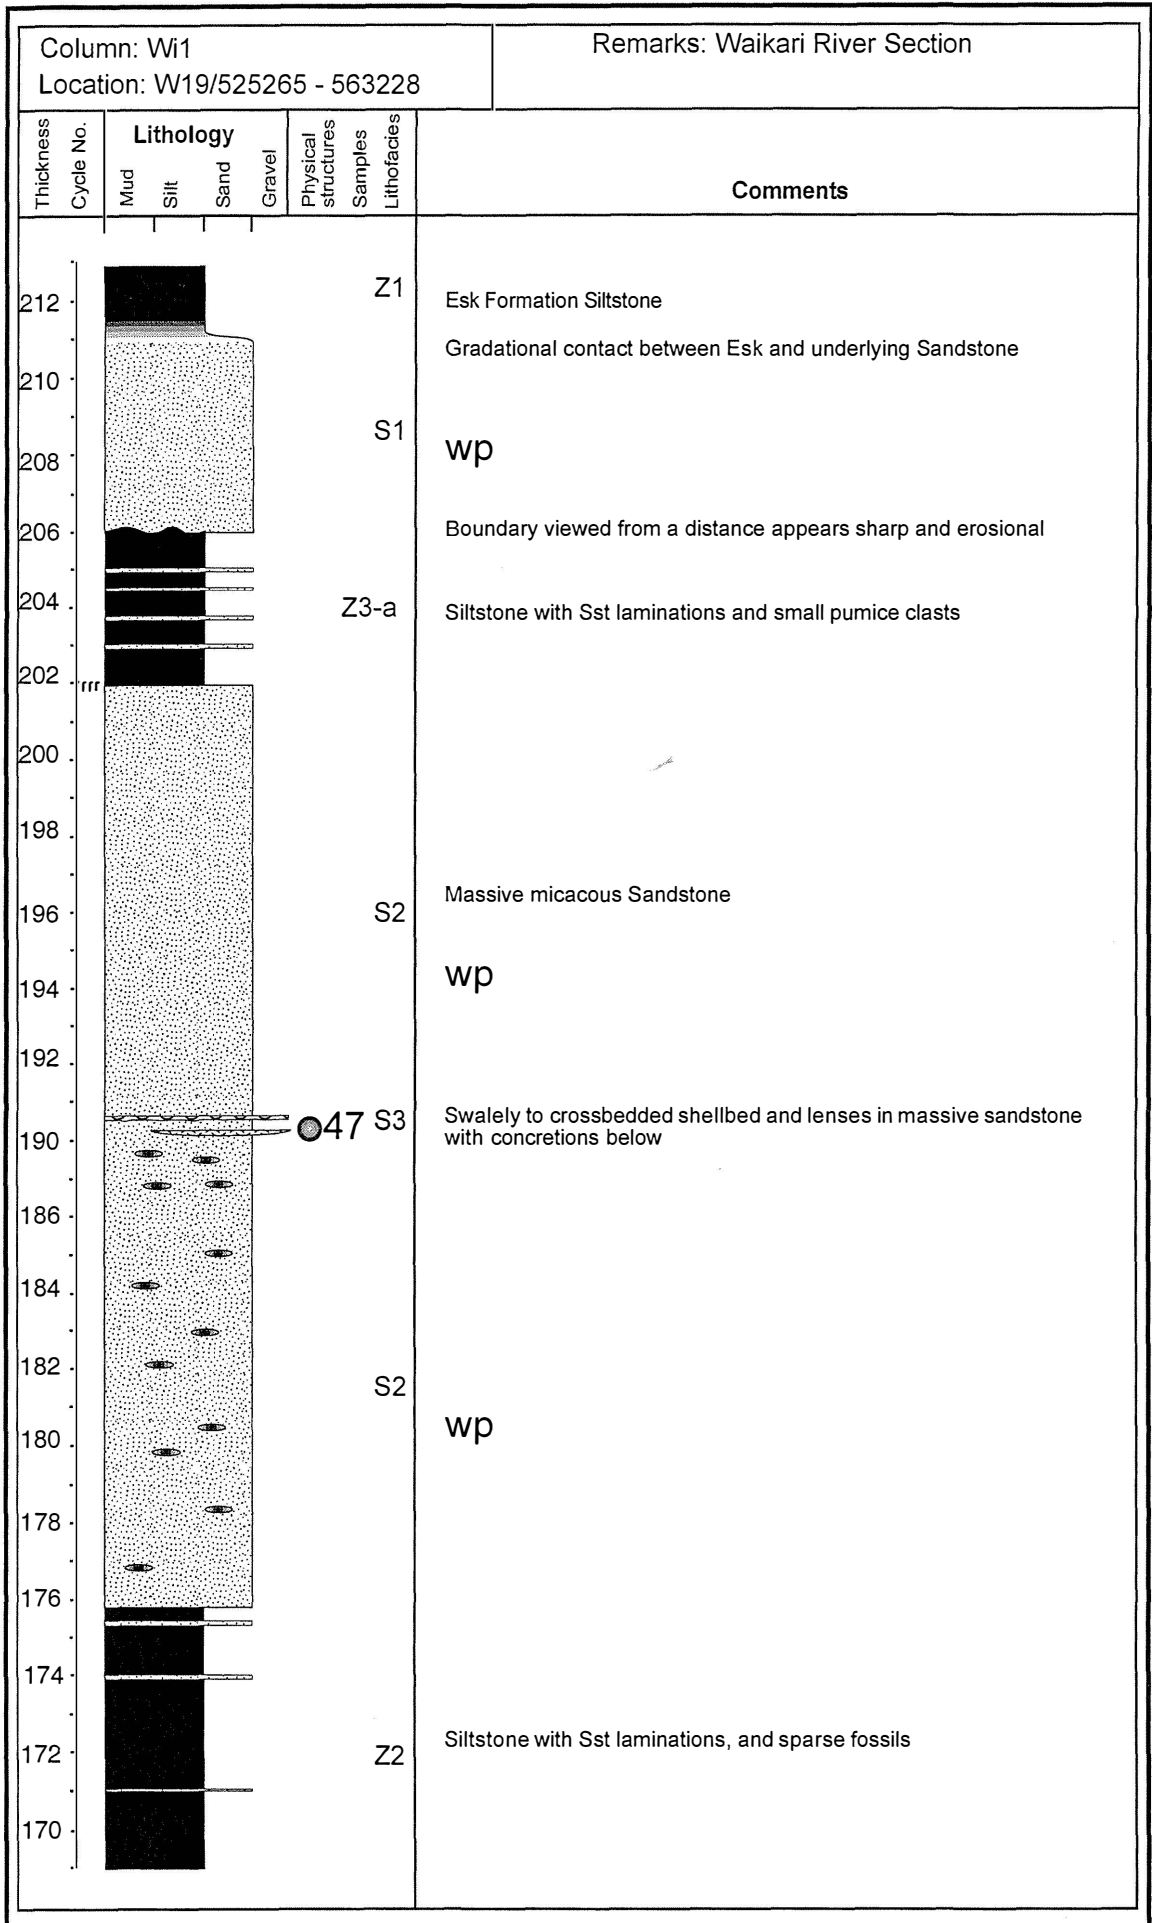 Column: Wi1
Location: W19/525265 - 563228
Remarks: Waikari River Section
Thickness
Cycle No.
Lithology
Mud
Silt
Sand
Gravel
Physical
structures
Samples
Lithofacies
Comments
212
Z1
Esk Formation Siltstone
Gradational contact between Esk and underlying Sandstone
210
S1
wp
208
206
Boundary viewed from a distance appears sharp and erosional
204
Z3-a
Siltstone with Sst laminations and small pumice clasts
202
200
198
Massive micacous Sandstone
196
S2
wp
194
192
190
47
S3
Swalely to crossbedded shellbed and lenses in massive sandstone
with concretions below
186
184
182
S2
180
wp
178
176
174
172
Z2
Siltstone with Sst laminations, and sparse fossils
170